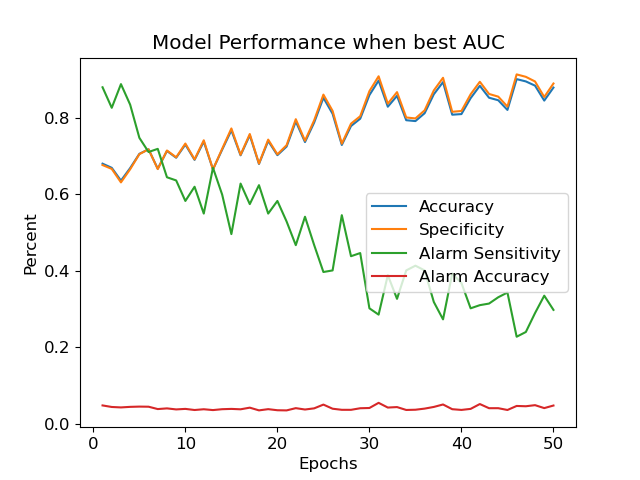 Model Performance when best AUC
Percent
0.8
0.6
0.4
0.2
0.0
Accuracy
Specificity
Alarm Sensitivity
Alarm Accuracy
0 10 20 30 40 50
Epochs